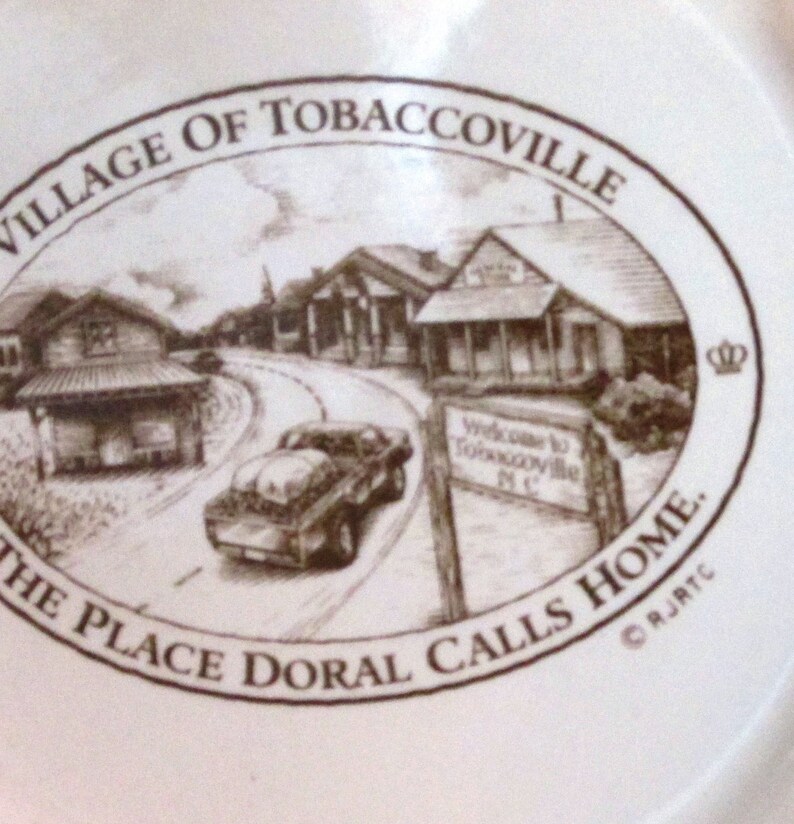 VILLAGE OF TOBACCOVILLE
Welcome to
Tobaccoville
N C
THE PLACE DORAL CALLS HOME.
© RJRTC